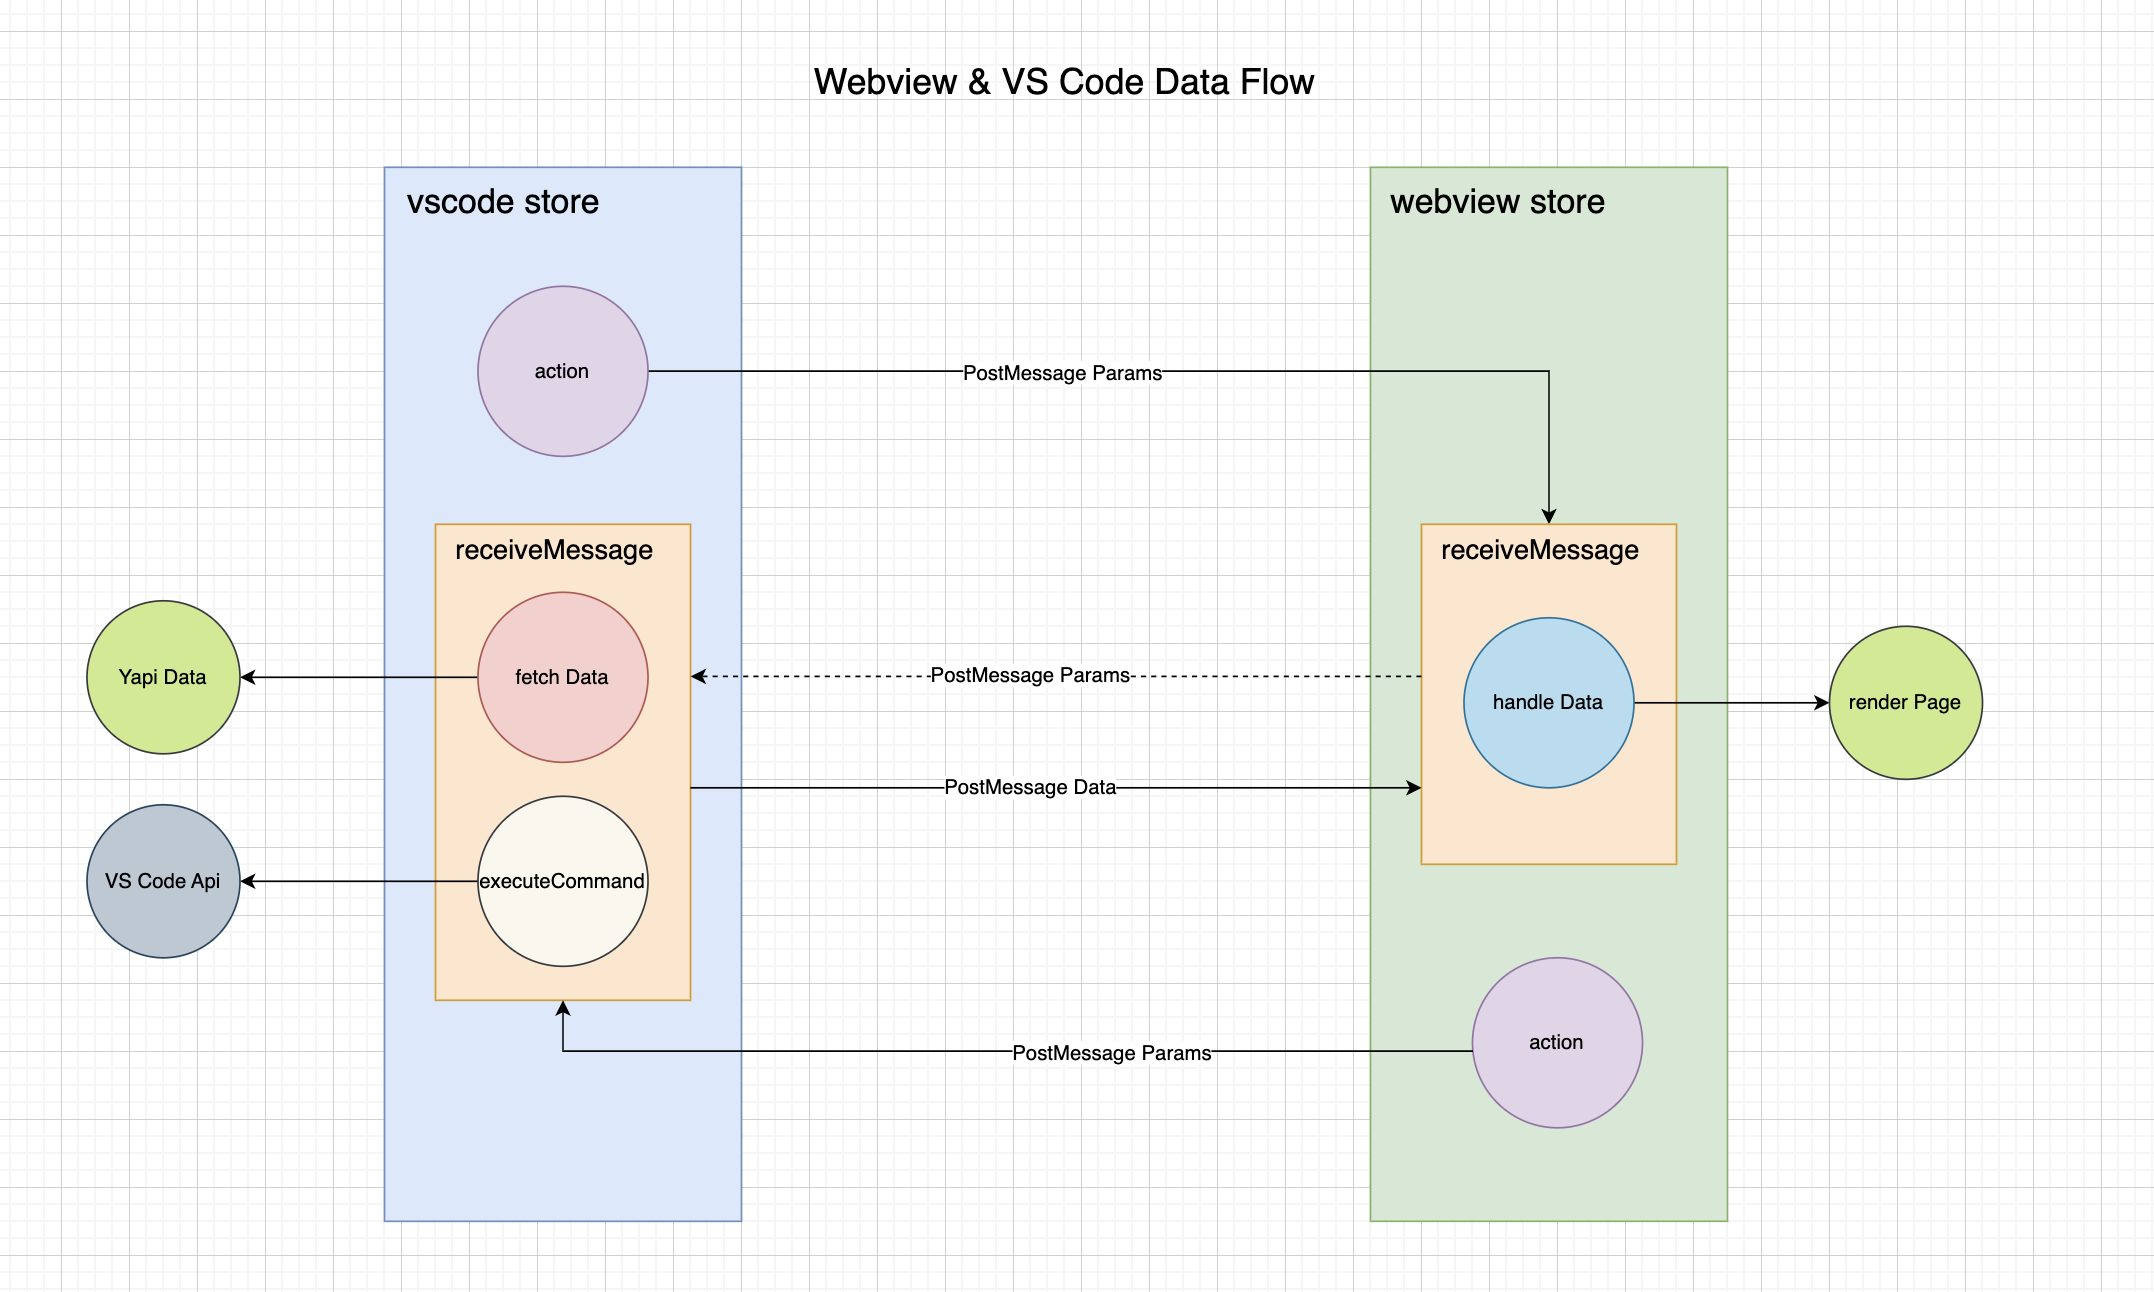 Webview & VS Code Data Flow
vscode store
webview store
action
PostMessage Params
receiveMessage
receiveMessage
Yapi Data
fetch Data
PostMessage Params
handle Data
render Page
PostMessage Data
VS Code Api
executeCommand
PostMessage Params
action